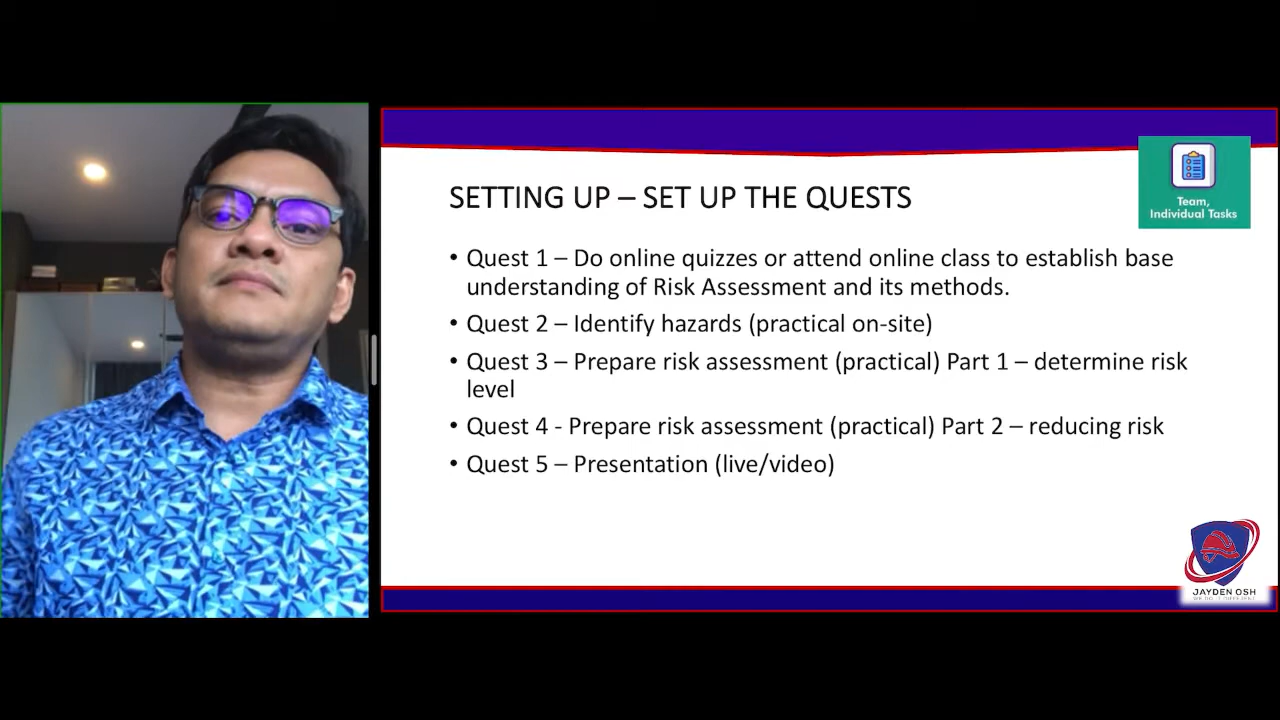 Team,
Individual Tasks
SETTING UP – SET UP THE QUESTS
• Quest 1 – Do online quizzes or attend online class to establish base
understanding of Risk Assessment and its methods.
• Quest 2 – Identify hazards (practical on-site)
• Quest 3 – Prepare risk assessment (practical) Part 1 – determine risk
level
• Quest 4 - Prepare risk assessment (practical) Part 2 – reducing risk
• Quest 5 – Presentation (live/video)
JAYDEN OSH